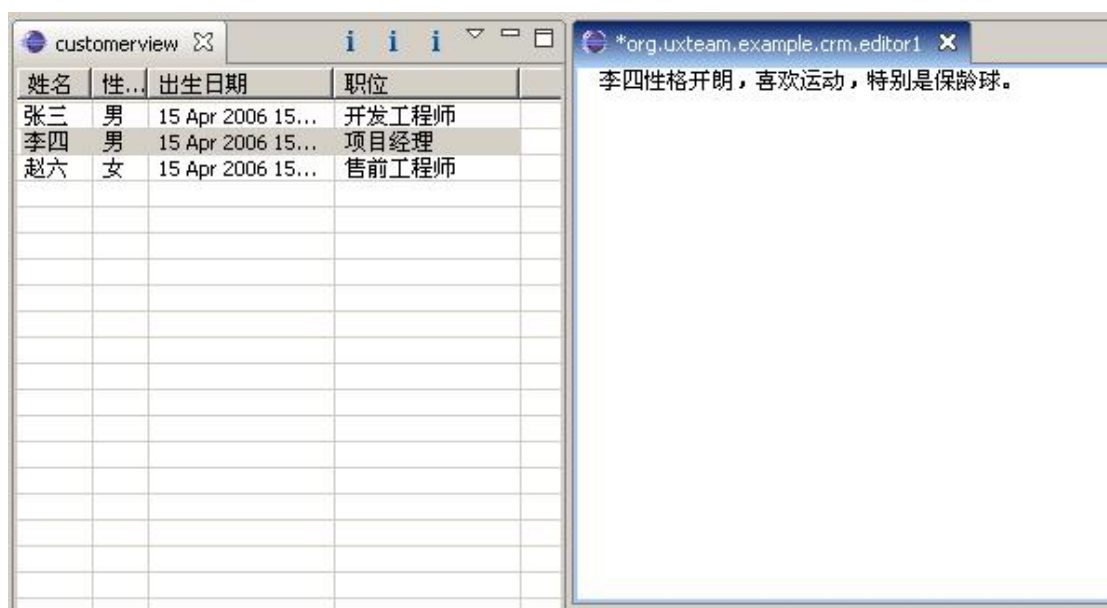 customerview
i i i
姓名 性... 出生日期 职位
张三 男 15 Apr 2006 15... 开发工程师
李四 男 15 Apr 2006 15... 项目经理
赵六 女 15 Apr 2006 15... 售前工程师
*org.uxteam.example.crm.editor1
李四性格开朗，喜欢运动，特别是保龄球。